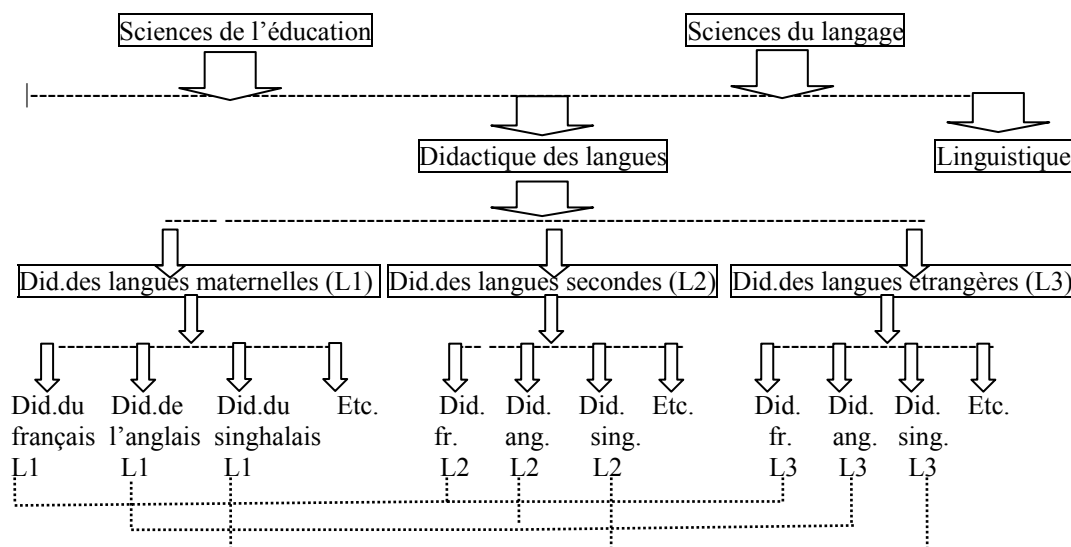 Sciences de l’éducation
Sciences du langage
Didactique des langues
Linguistique
Did.des langues maternelles (L1)
Did.des langues secondes (L2)
Did.des langues étrangères (L3)
Did.du
français
L1
Did.de
l’anglais
L1
Did.du
singhalais
L1
Etc.
Did.
fr.
L2
Did.
ang.
L2
Did.
sing.
L2
Etc.
Did.
fr.
L3
Did.
ang.
L3
Did.
sing.
L3
Etc.